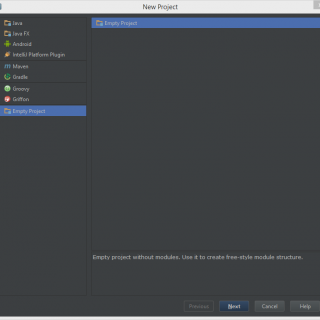 New Project
Java
Java FX
Android
IntelliJ Platform Plugin
Maven
Gradle
Groovy
Griffon
Empty Project
Empty Project
Empty project without modules. Use it to create free-style module structure.
Previous
Next
Cancel
Help